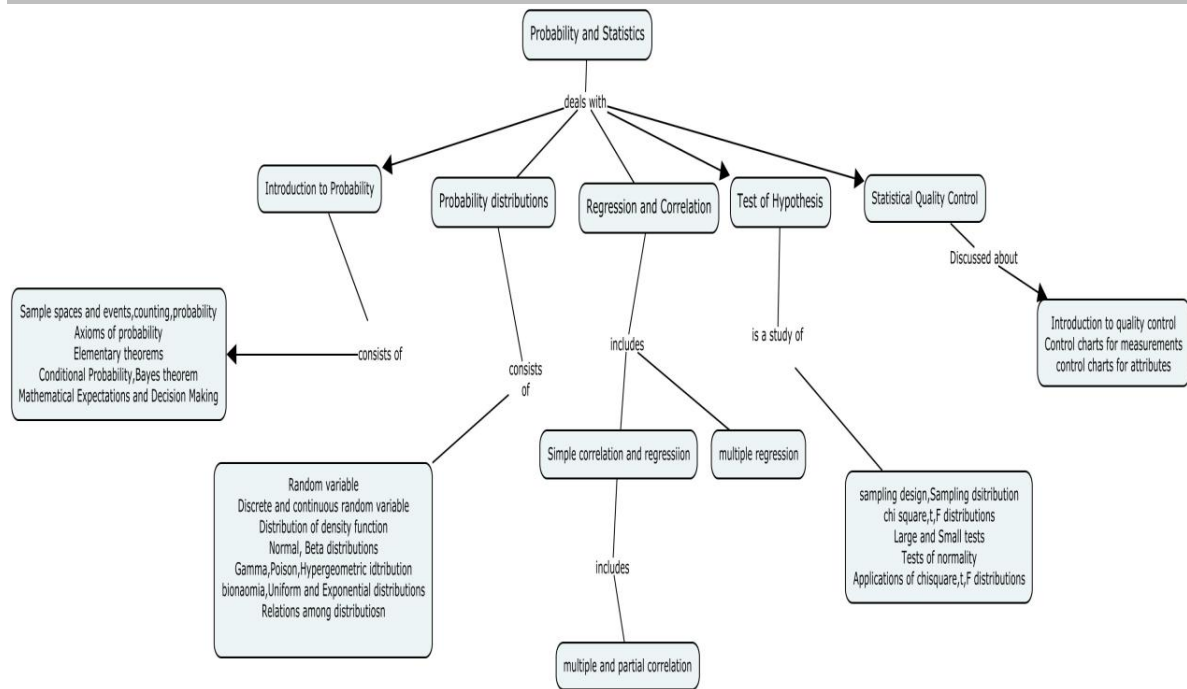 Probability and Statistics
deals with
Introduction to Probability
Probability distributions
Regression and Correlation
Test of Hypothesis
Statistical Quality Control
Discussed about
Sample spaces and events,counting,probability
Axioms of probability
Elementary theorems
Conditional Probability,Bayes theorem
Mathematical Expectations and Decision Making
consists of
consists
of
includes
is a study of
Introduction to quality control
Control charts for measurements
control charts for attributes
Simple correlation and regressiion
multiple regression
Random variable
Discrete and continuous random variable
Distribution of density function
Normal, Beta distributions
Gamma,Poison,Hypergeometric idtribution
bionaomia,Uniform and Exponential distributions
Relations among distributiosn
sampling design,Sampling dsitribution
chi square,t,F distributions
Large and Small tests
Tests of normality
Applications of chisquare,t,F distributions
includes
multiple and partial correlation